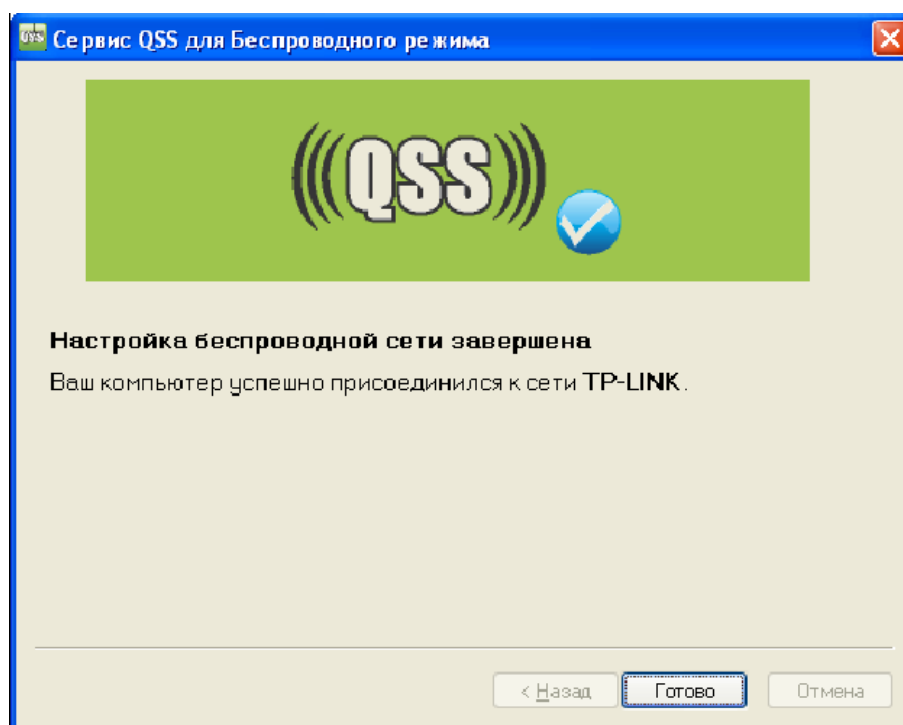 QSS Сервис QSS для Беспроводного режима
(((QSS)))
Настройка беспроводной сети завершена
Ваш компьютер успешно присоединился к сети TP-LINK.
< Назад Готово Отмена